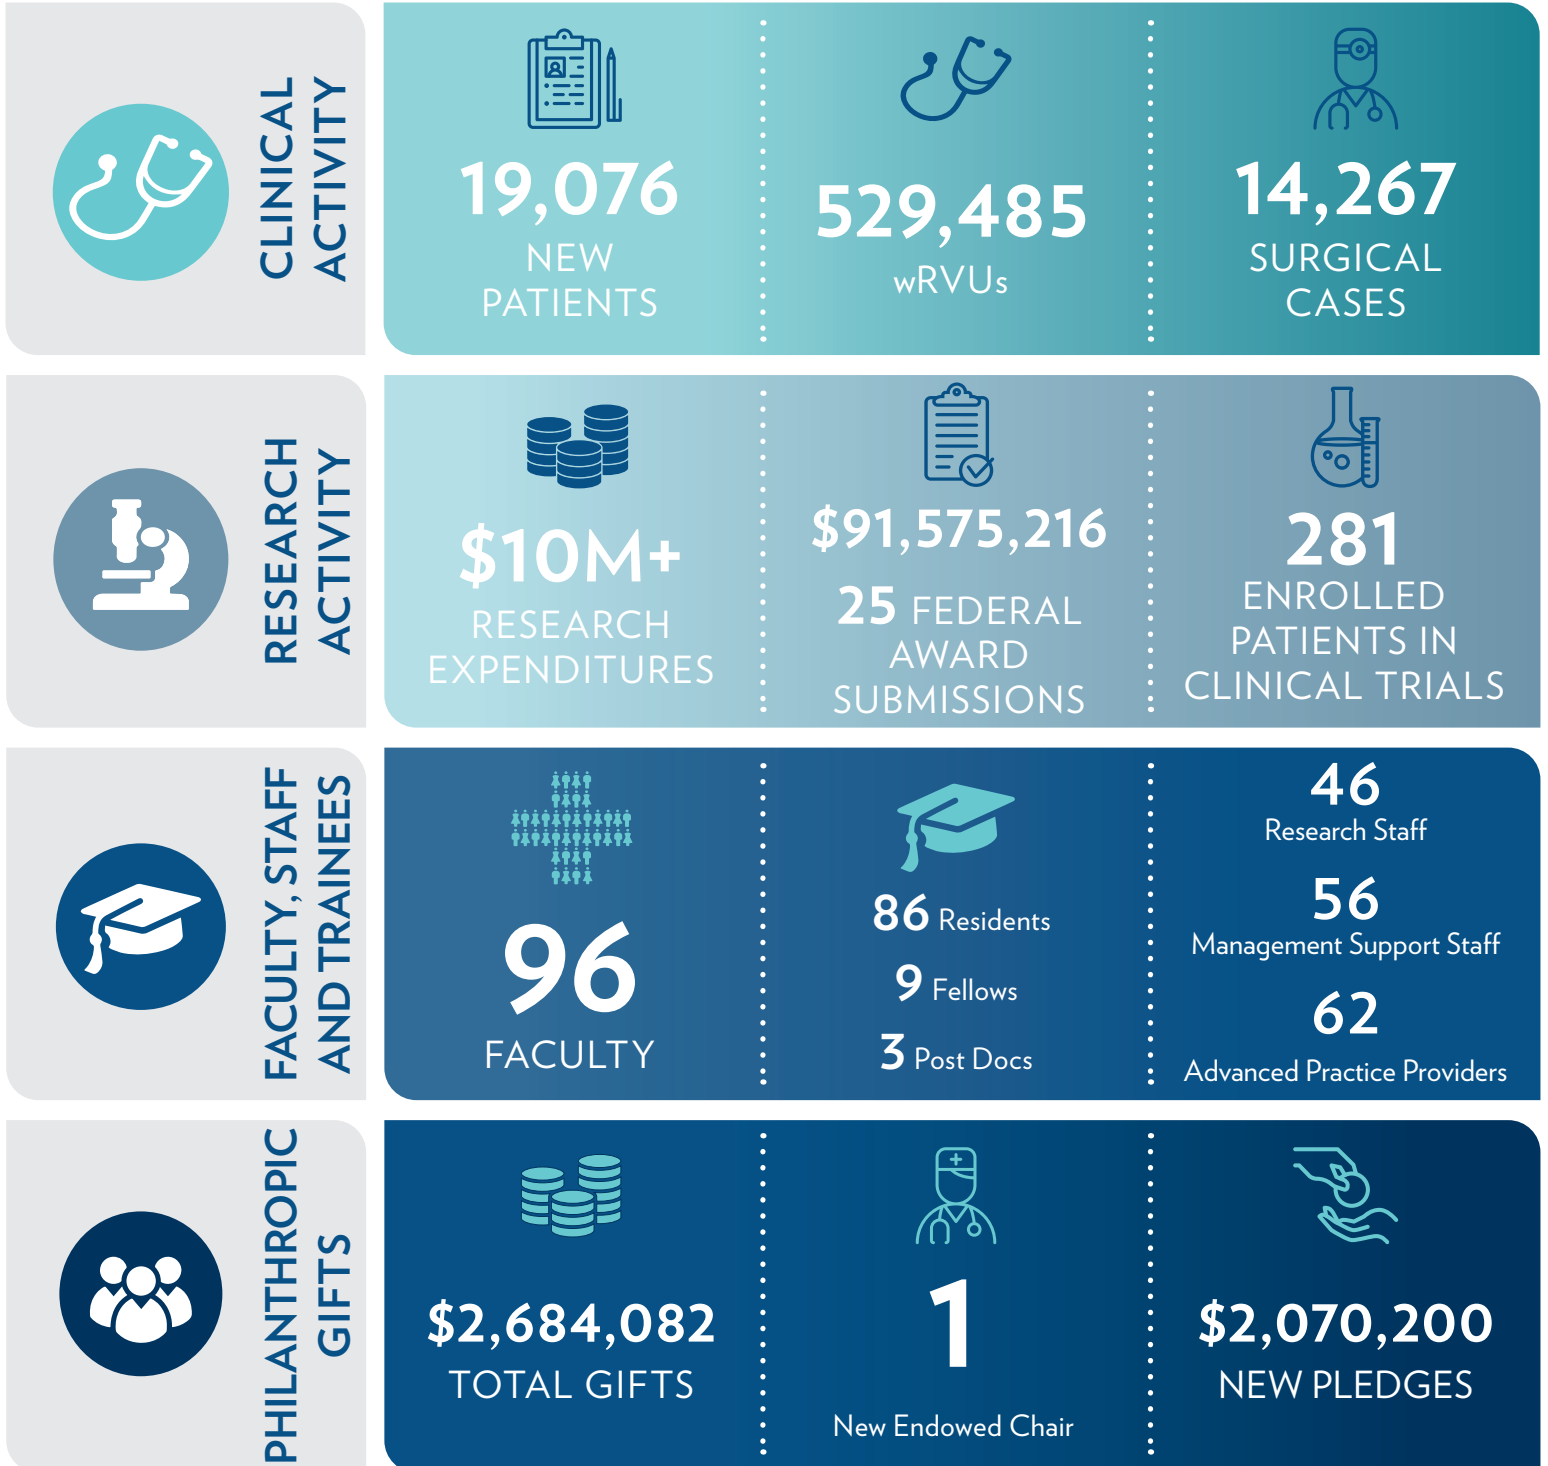 CLINICAL
ACTIVITY
19,076
NEW
PATIENTS
529,485
wRVUs
14,267
SURGICAL
CASES
RESEARCH
ACTIVITY
$10M+
RESEARCH
EXPENDITURES
$91,575,216
25 FEDERAL
AWARD
SUBMISSIONS
281
ENROLLED
PATIENTS IN
CLINICAL TRIALS
FACULTY, STAFF
AND TRAINEES
96
FACULTY
86 Residents
9 Fellows
3 Post Docs
46
Research Staff
56
Management Support Staff
62
Advanced Practice Providers
PHILANTHROPIC
GIFTS
$2,684,082
TOTAL GIFTS
1
New Endowed Chair
$2,070,200
NEW PLEDGES